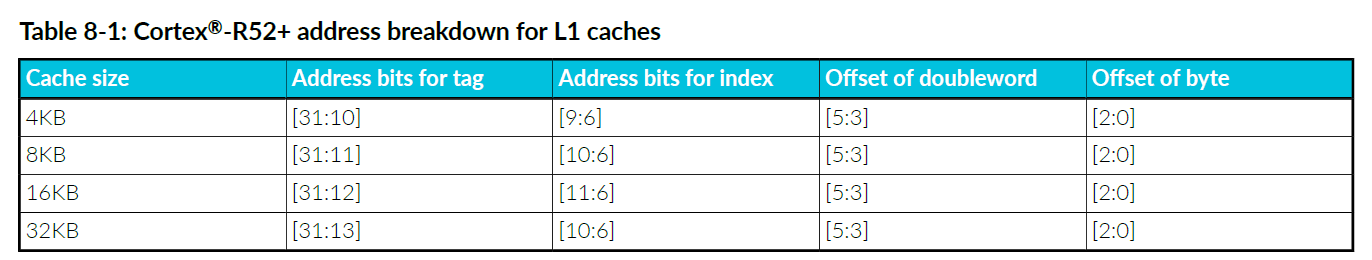 Table 8-1: Cortex®-R52+ address breakdown for L1 caches
Cache size Address bits for tag Address bits for index Offset of doubleword Offset of byte
4KB [31:10] [9:6] [5:3] [2:0]
8KB [31:11] [10:6] [5:3] [2:0]
16KB [31:12] [11:6] [5:3] [2:0]
32KB [31:13] [10:6] [5:3] [2:0]